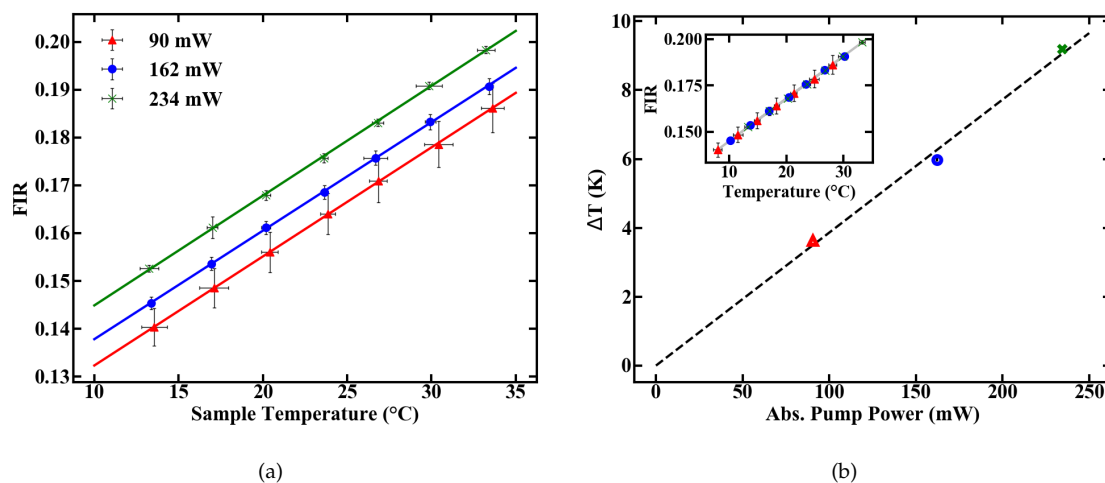 90 mW
162 mW
234 mW
0.20
0.19
0.18
0.17
0.16
0.15
0.14
0.13
FIR
10 15 20 25 30 35
Sample Temperature (°C)
(a)
10
8
6
4
2
0
ΔT (K)
0.200
0.175
0.150
FIR
10 20 30
Temperature (°C)
0 50 100 150 200 250
Abs. Pump Power (mW)
(b)